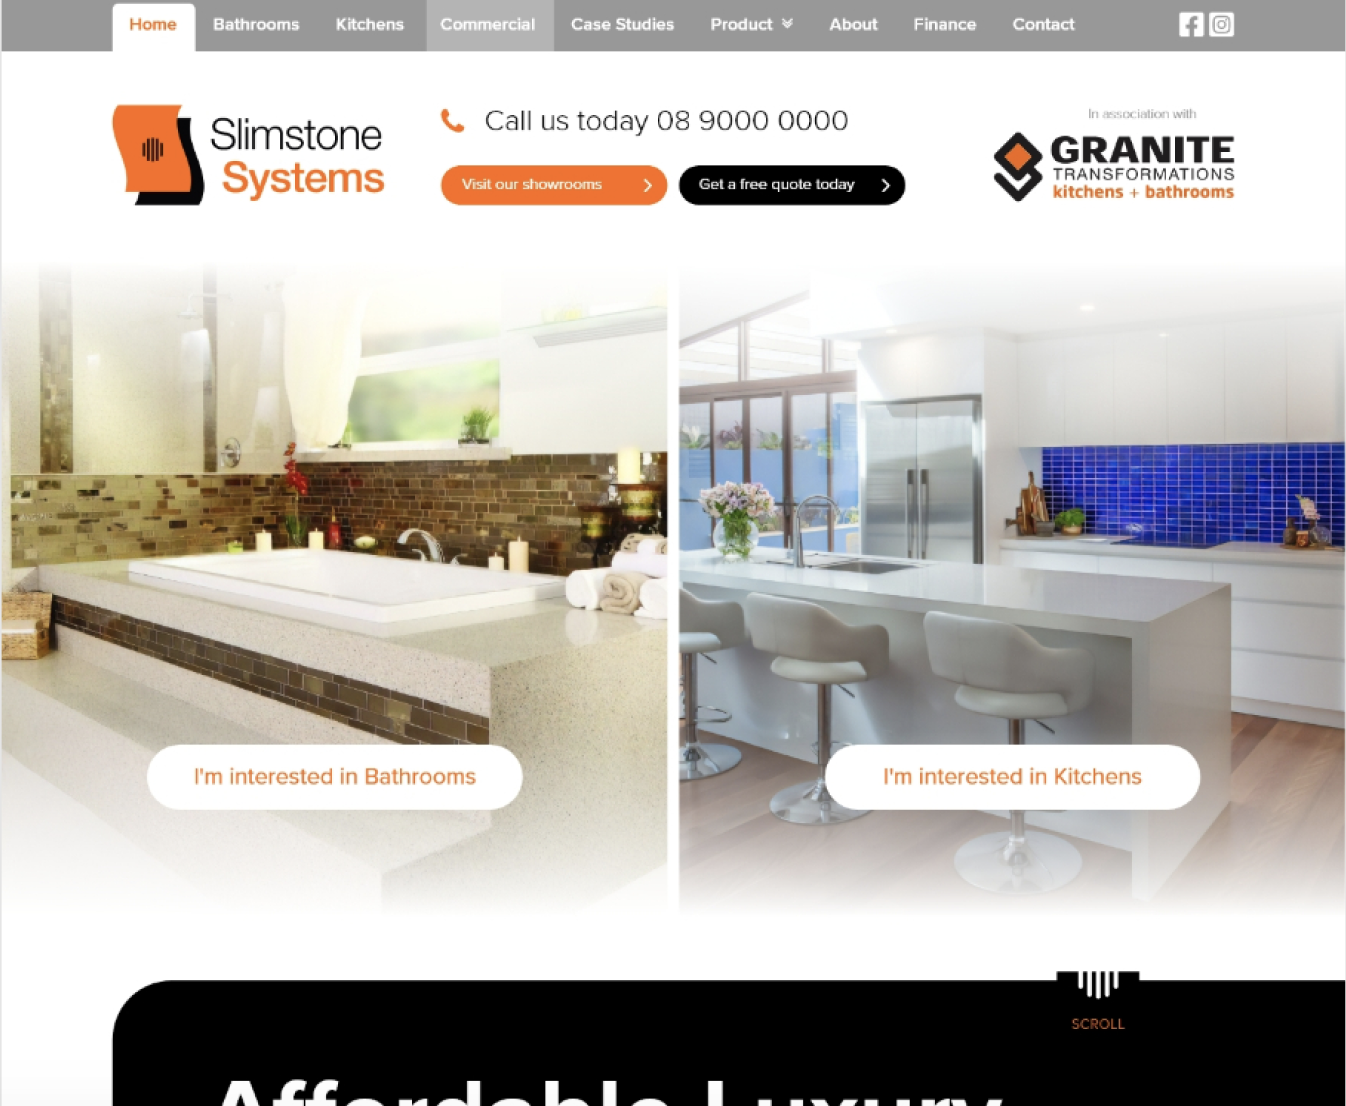 Home Bathrooms Kitchens Commercial Case Studies Product About Finance Contact
Slimstone
Systems
Call us today 08 9000 0000
Visit our showrooms
Get a free quote today
In association with
GRANITE
TRANSFORMATIONS
kitchens + bathrooms
I'm interested in Bathrooms
I'm interested in Kitchens
SCROLL
Affordable Luxury